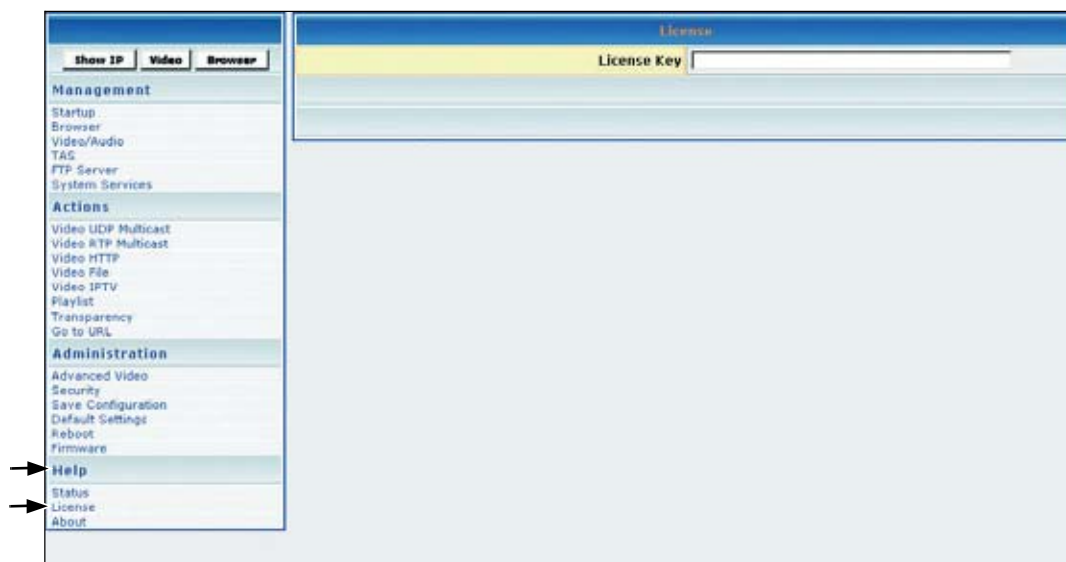 Show IP Video Browser
Management
Startup
Browser
Video/Audio
TAS
FTP Server
System Services
Actions
Video UDP Multicast
Video RTP Multicast
Video HTTP
Video File
Video IPTV
Playlist
Transparency
Go to URL
Administration
Advanced Video
Security
Save Configuration
Default Settings
Reboot
Firmware
Help
Status
License
About
License
License Key